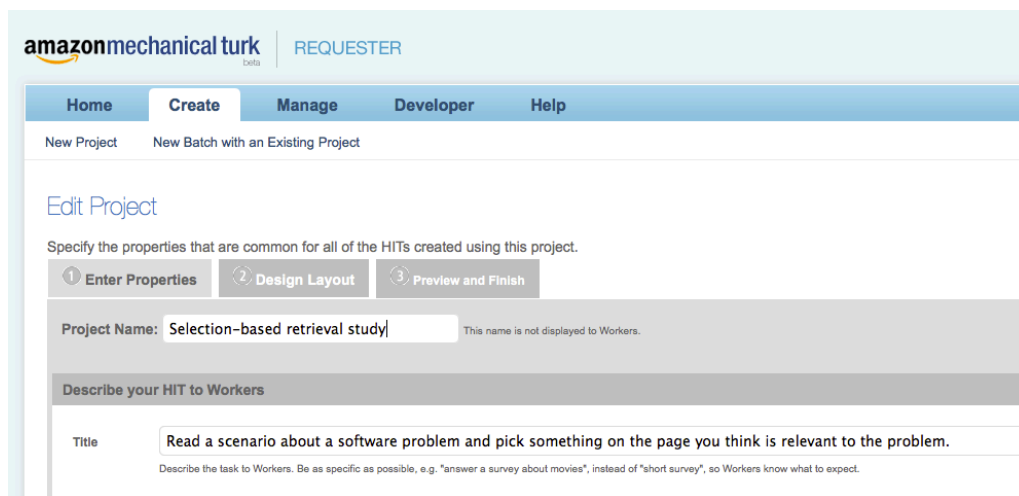 amazonmechanical turk
beta
REQUESTER
Home Create Manage Developer Help
New Project New Batch with an Existing Project
Edit Project
Specify the properties that are common for all of the HITs created using this project.
1 Enter Properties 2 Design Layout 3 Preview and Finish
Project Name: Selection-based retrieval study This name is not displayed to Workers.
Describe your HIT to Workers
Title Read a scenario about a software problem and pick something on the page you think is relevant to the problem.
Describe the task to Workers. Be as specific as possible, e.g. "answer a survey about movies", instead of "short survey", so Workers know what to expect.